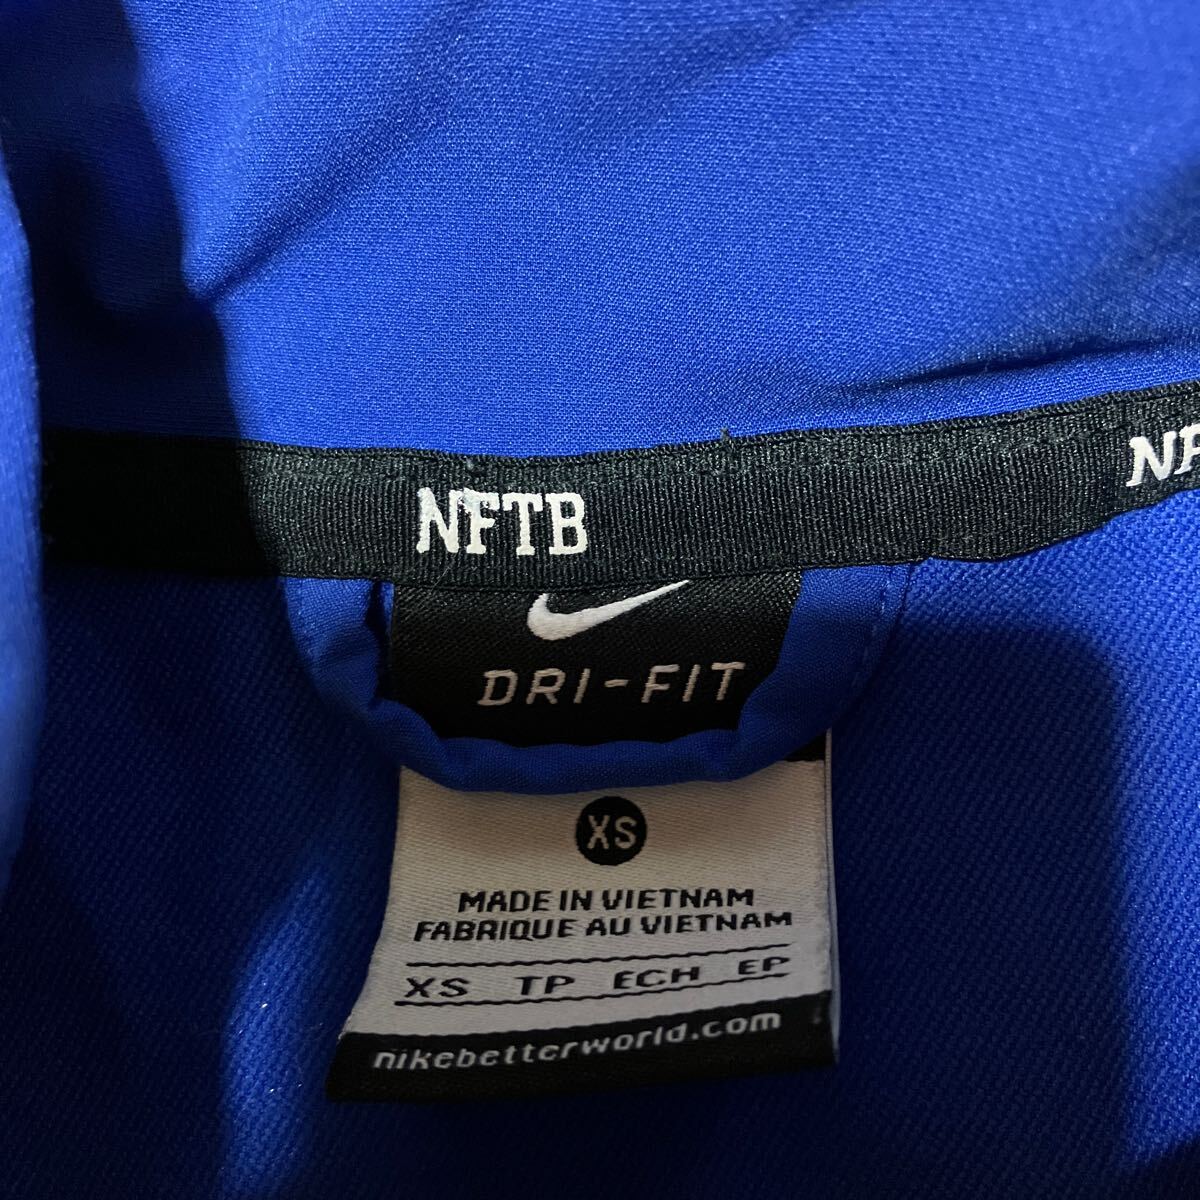 NFTB
DRI-FIT
XS
MADE IN VIETNAM
FABRIQUE AU VIETNAM
XS TP ECH EP
nikebetterworld.com